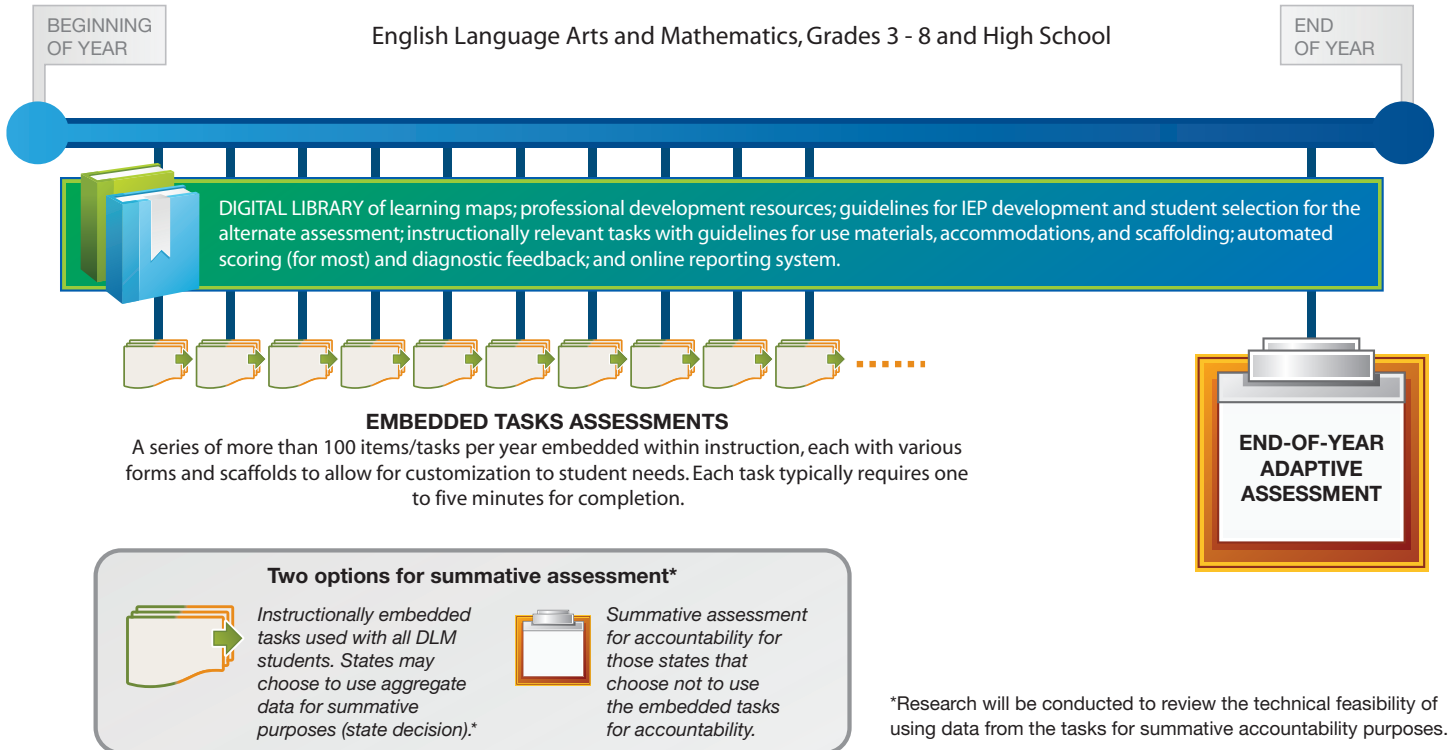 BEGINNING
OF YEAR
English Language Arts and Mathematics, Grades 3 - 8 and High School
END
OF YEAR
DIGITAL LIBRARY of learning maps; professional development resources; guidelines for IEP development and student selection for the
alternate assessment; instructionally relevant tasks with guidelines for use materials, accommodations, and scaffolding; automated
scoring (for most) and diagnostic feedback; and online reporting system.
EMBEDDED TASKS ASSESSMENTS
A series of more than 100 items/tasks per year embedded within instruction, each with various
forms and scaffolds to allow for customization to student needs. Each task typically requires one
to five minutes for completion.
END-OF-YEAR
ADAPTIVE
ASSESSMENT
Two options for summative assessment*
Instructionally embedded
tasks used with all DLM
students. States may
choose to use aggregate
data for summative
purposes (state decision).*
Summative assessment
for accountability for
those states that
choose not to use
the embedded tasks
for accountability.
*Research will be conducted to review the technical feasibility of
using data from the tasks for summative accountability purposes.